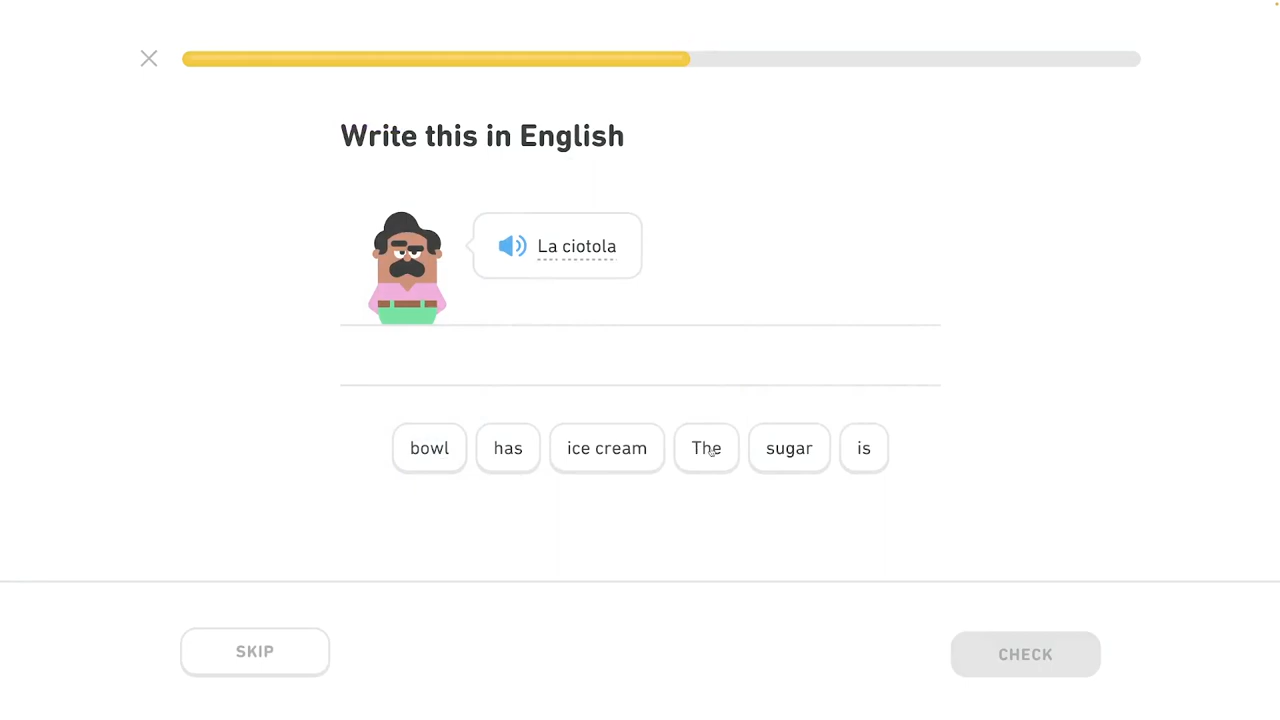 Write this in English
La ciotola
bowl has ice cream The sugar is
SKIP CHECK